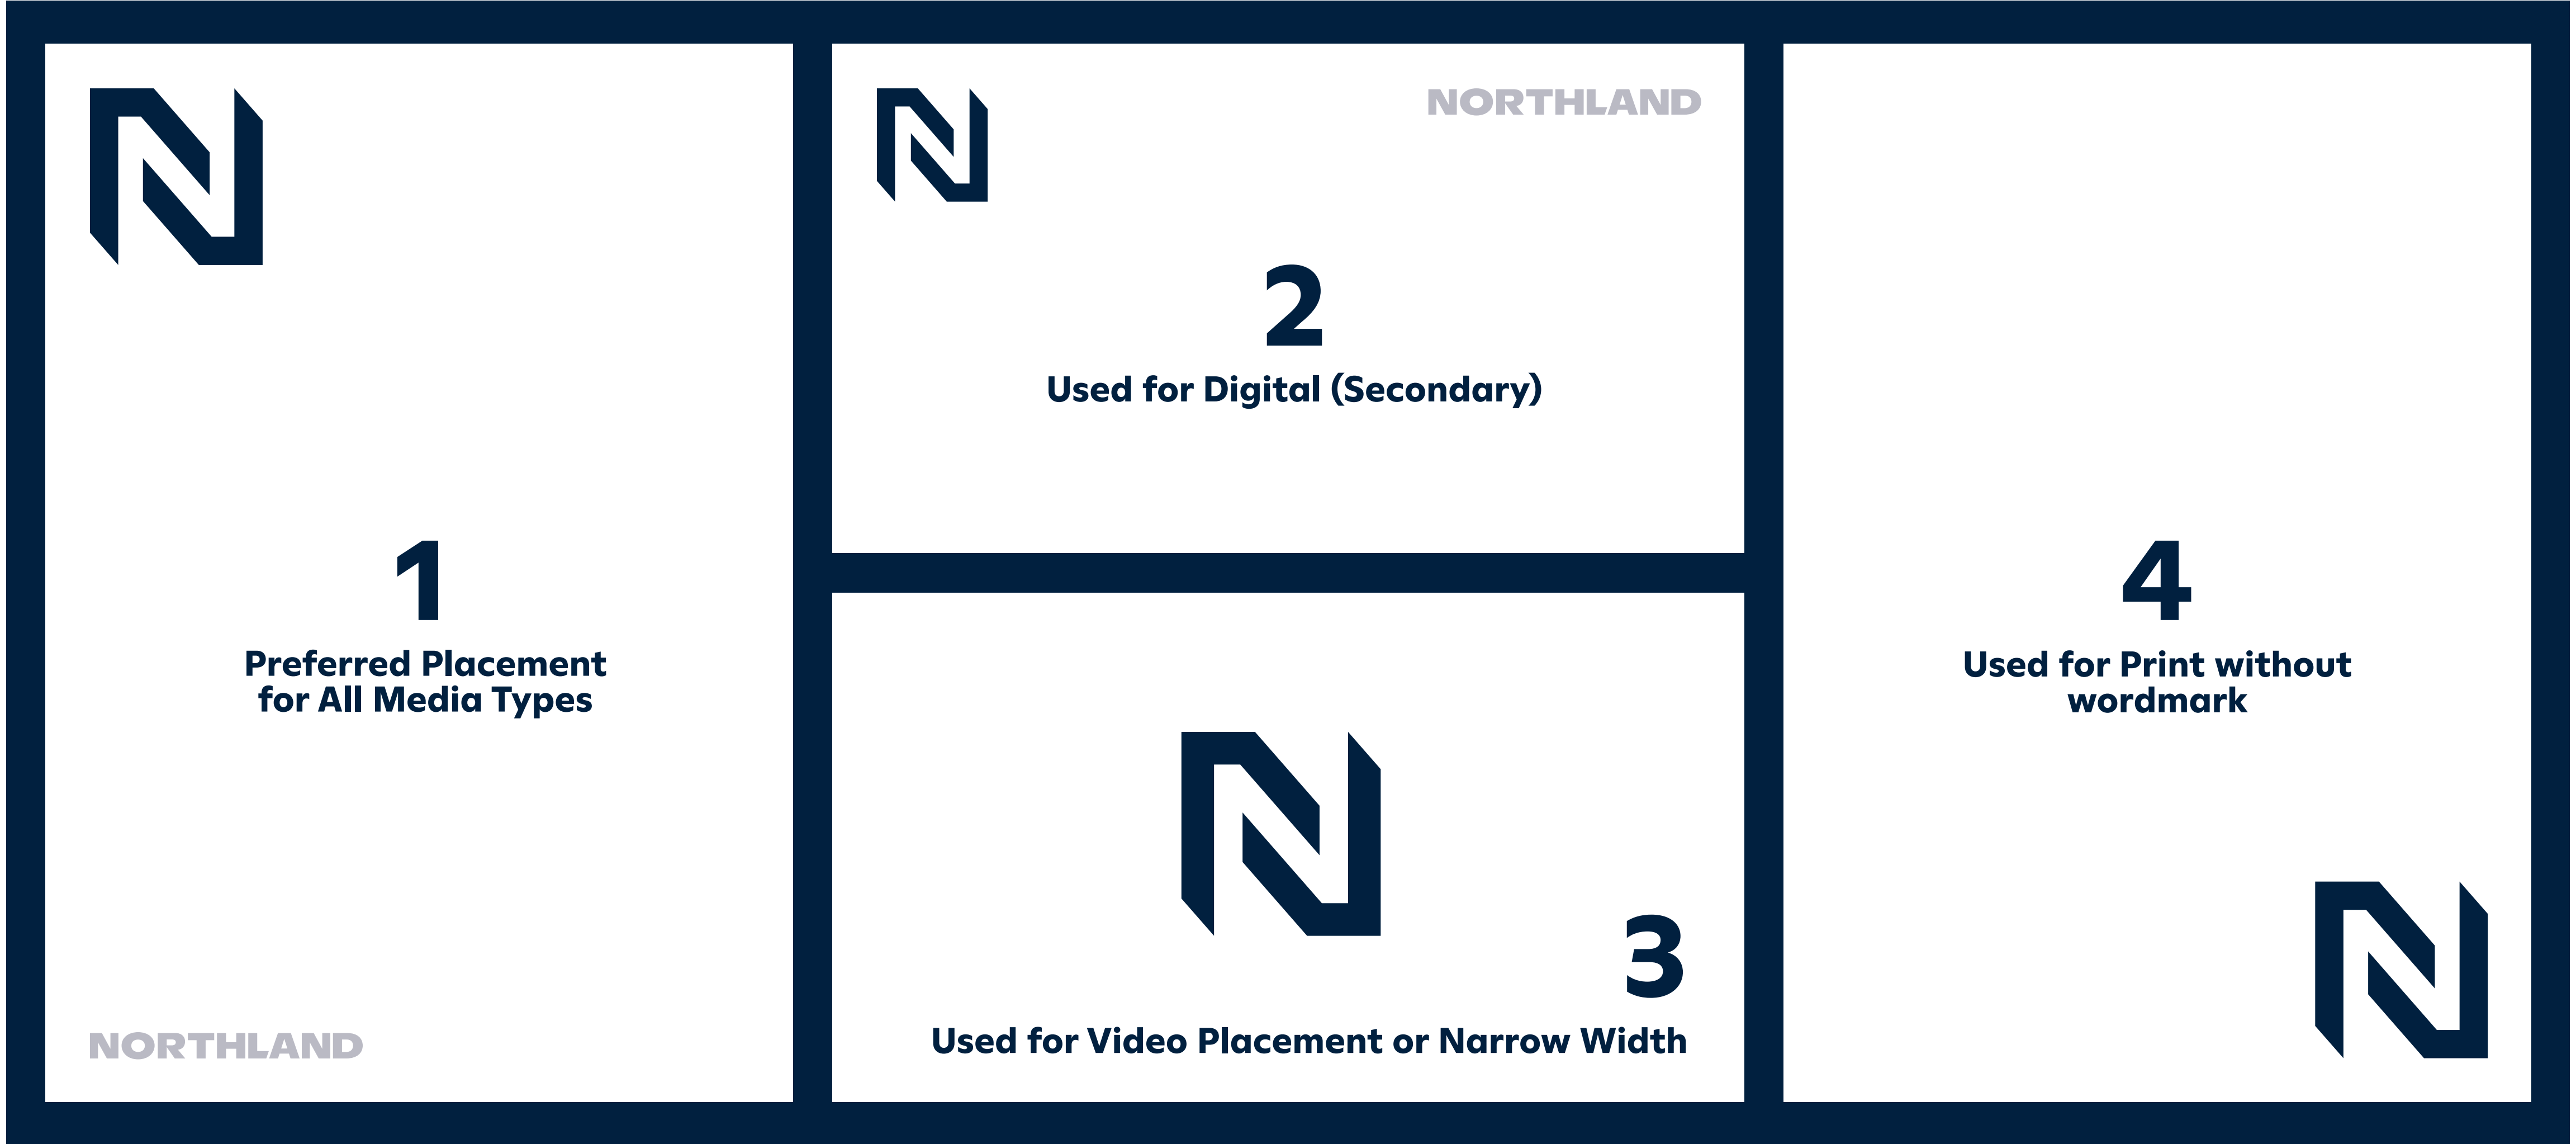 N
1
Preferred Placement
for All Media Types
NORTHLAND
N
NORTHLAND
2
Used for Digital (Secondary)
N
3
Used for Video Placement or Narrow Width
4
Used for Print without
wordmark
N